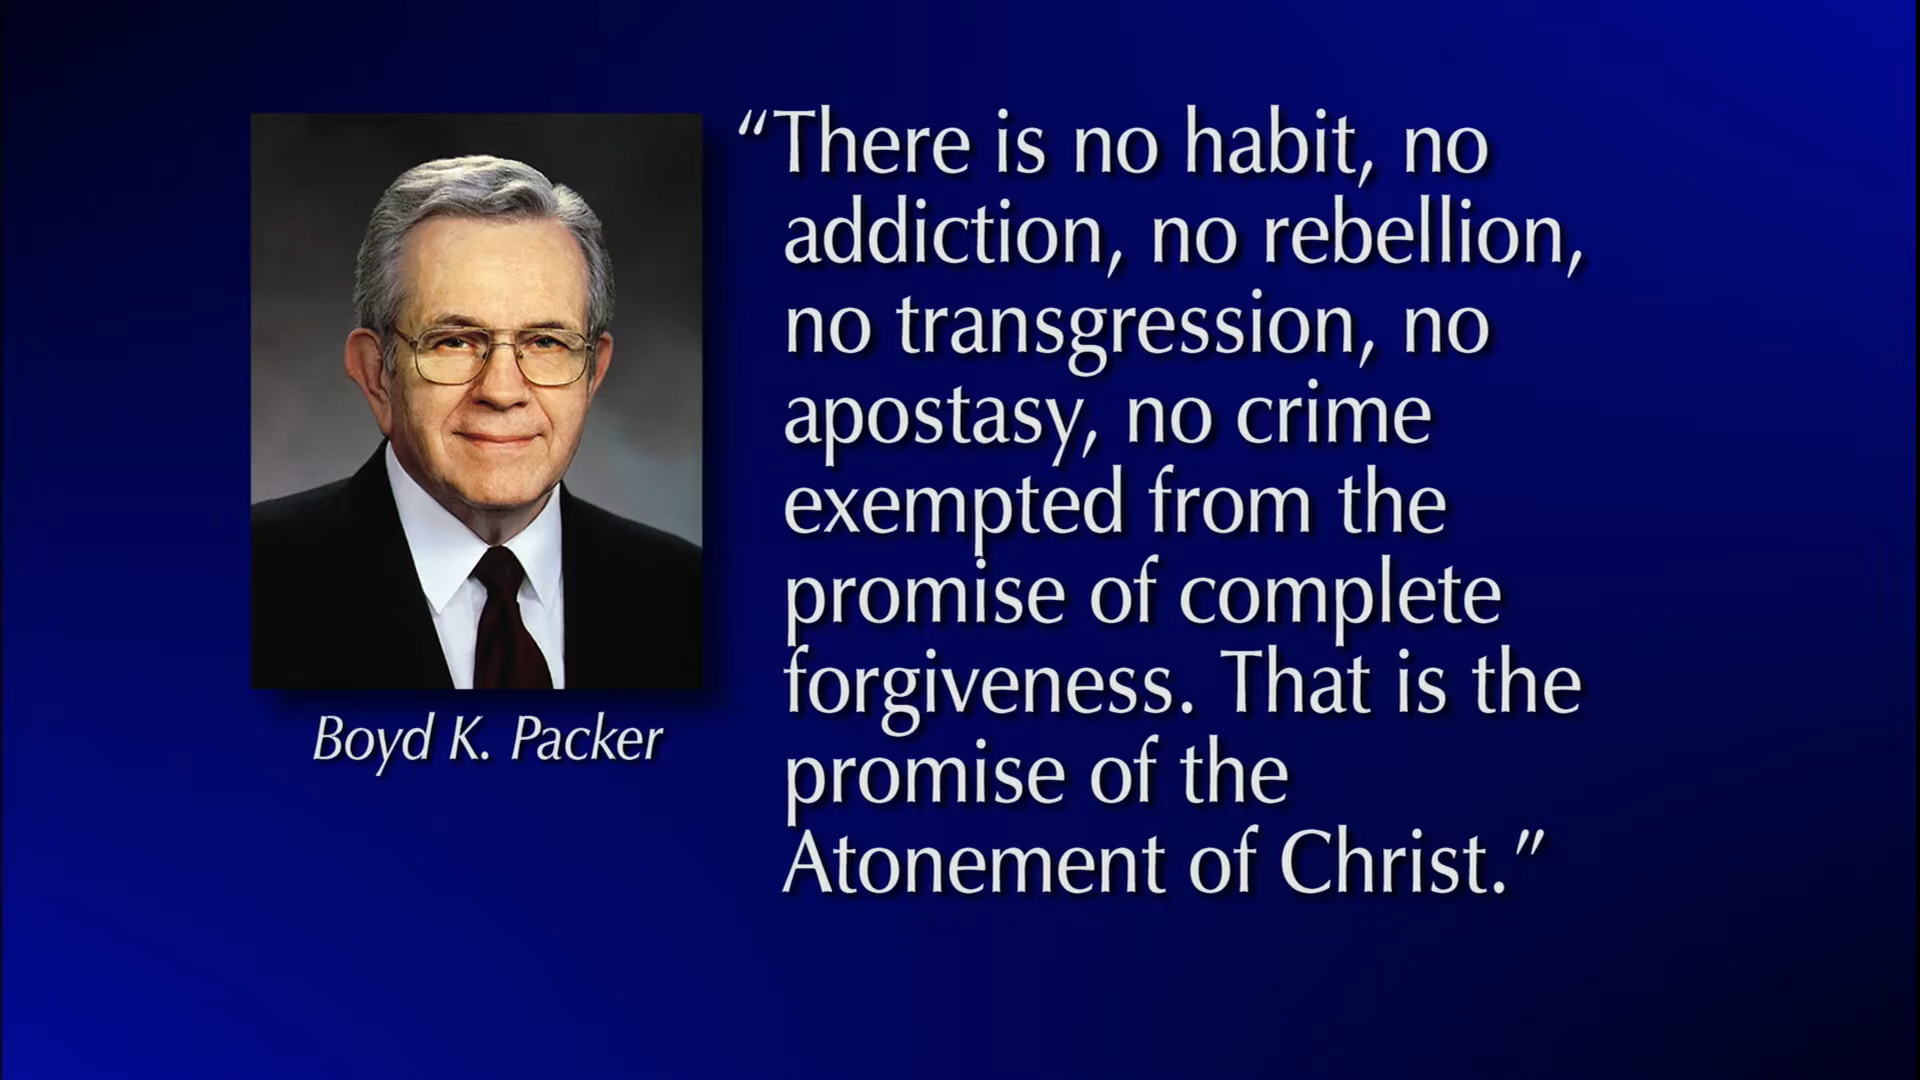 “There is no habit, no
addiction, no rebellion,
no transgression, no
apostasy, no crime
exempted from the
promise of complete
forgiveness. That is the
promise of the
Atonement of Christ.”
Boyd K. Packer